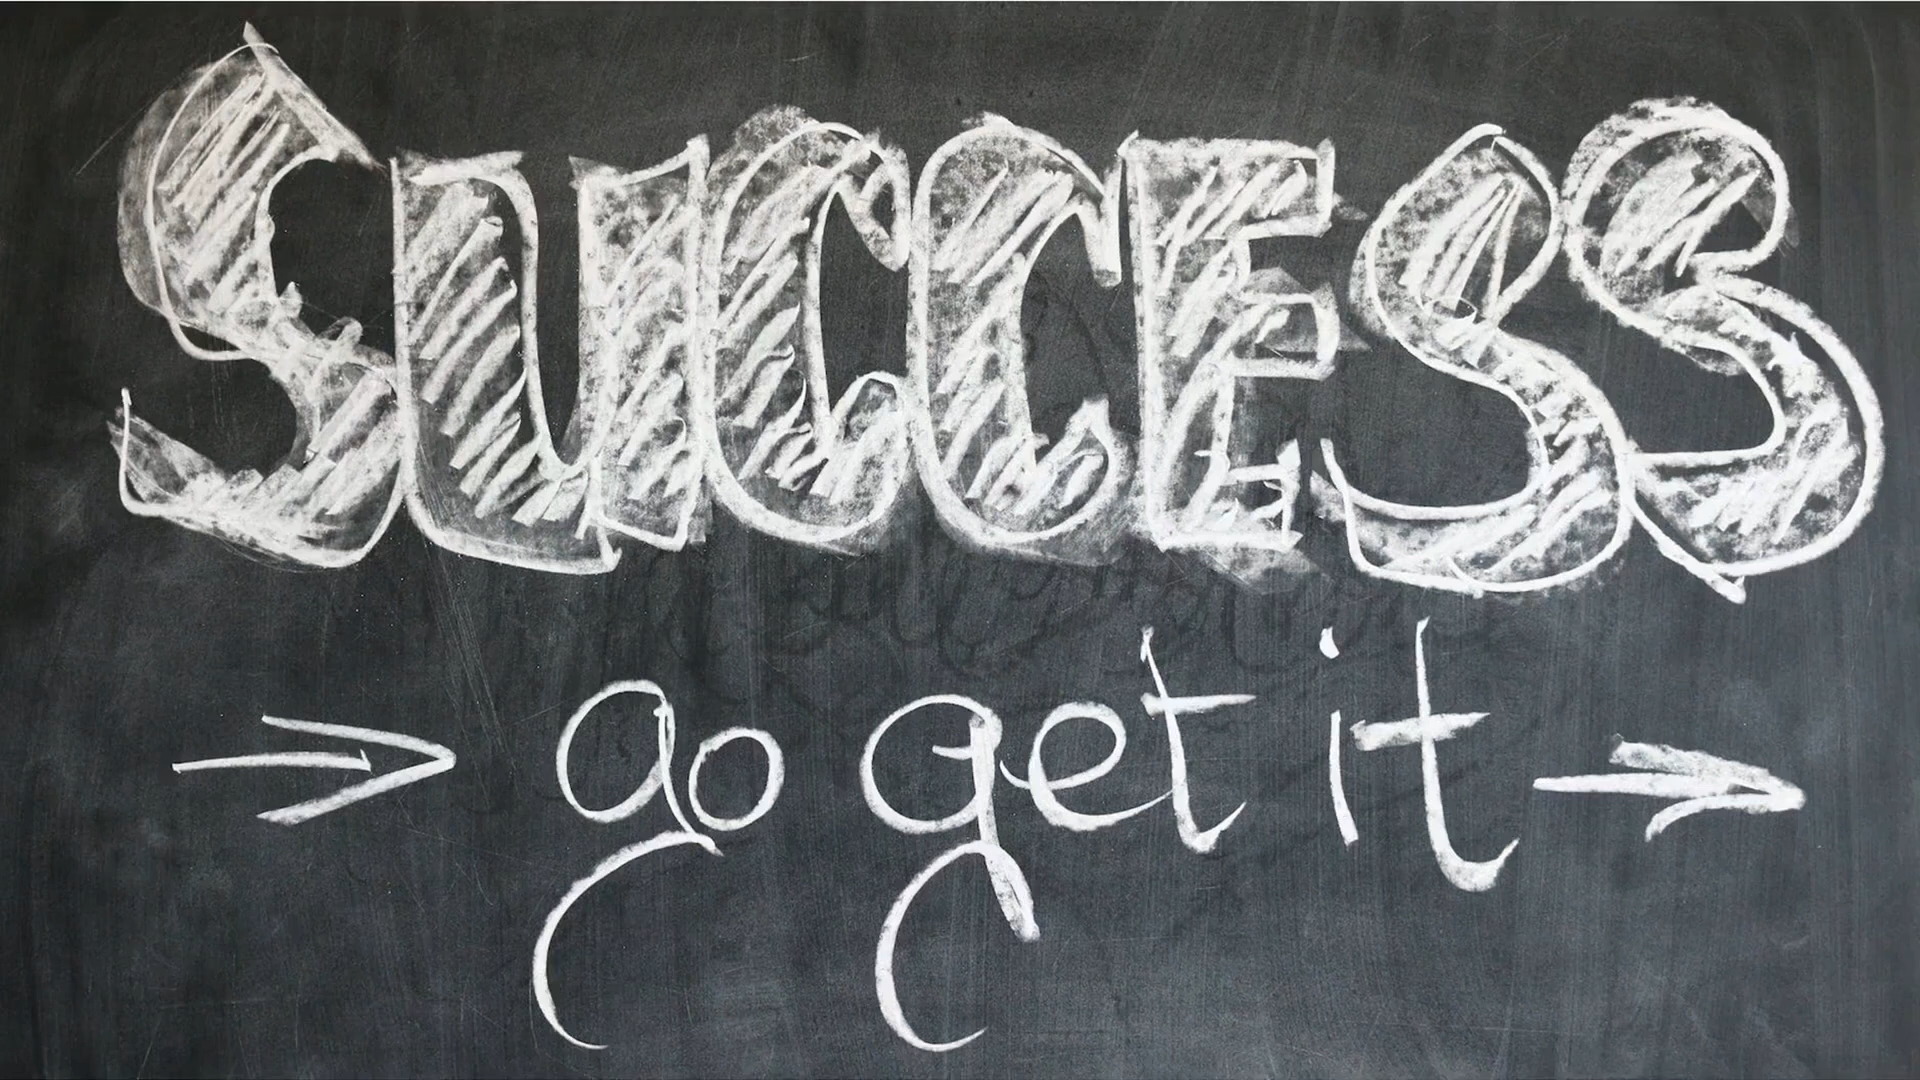 SUCCESS
→ go get it →